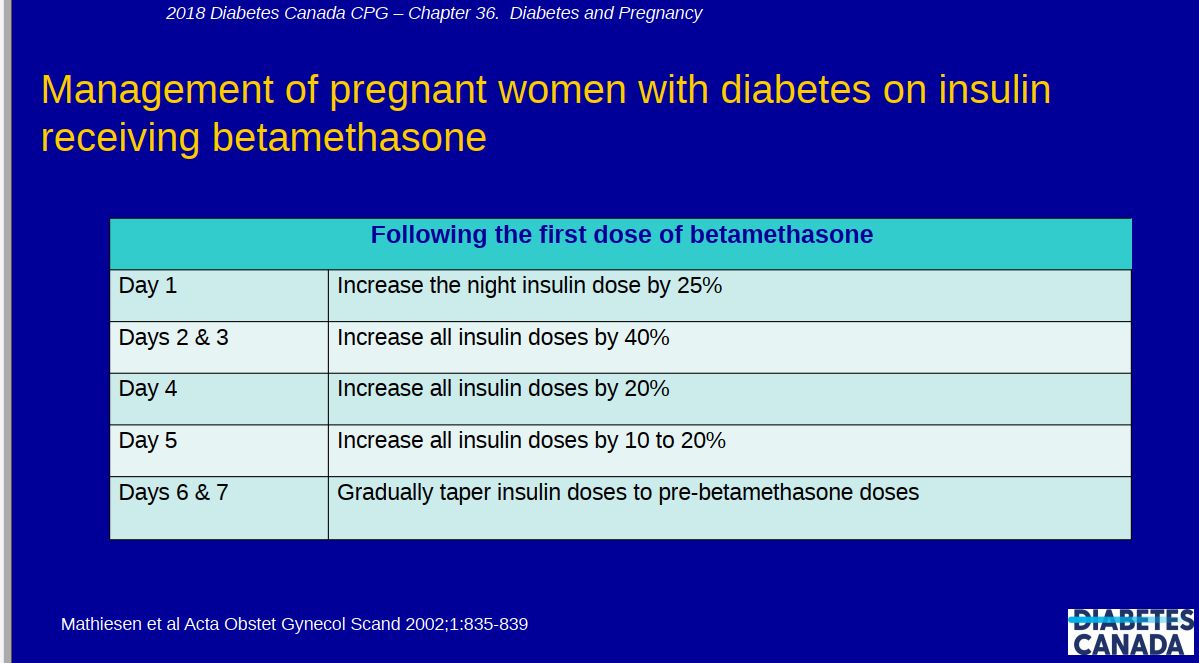 2018 Diabetes Canada CPG – Chapter 36. Diabetes and Pregnancy
Management of pregnant women with diabetes on insulin
receiving betamethasone
Following the first dose of betamethasone
Day 1 Increase the night insulin dose by 25%
Days 2 & 3 Increase all insulin doses by 40%
Day 4 Increase all insulin doses by 20%
Day 5 Increase all insulin doses by 10 to 20%
Days 6 & 7 Gradually taper insulin doses to pre-betamethasone doses
Mathiesen et al Acta Obstet Gynecol Scand 2002;1:835-839
DIABETES
CANADA